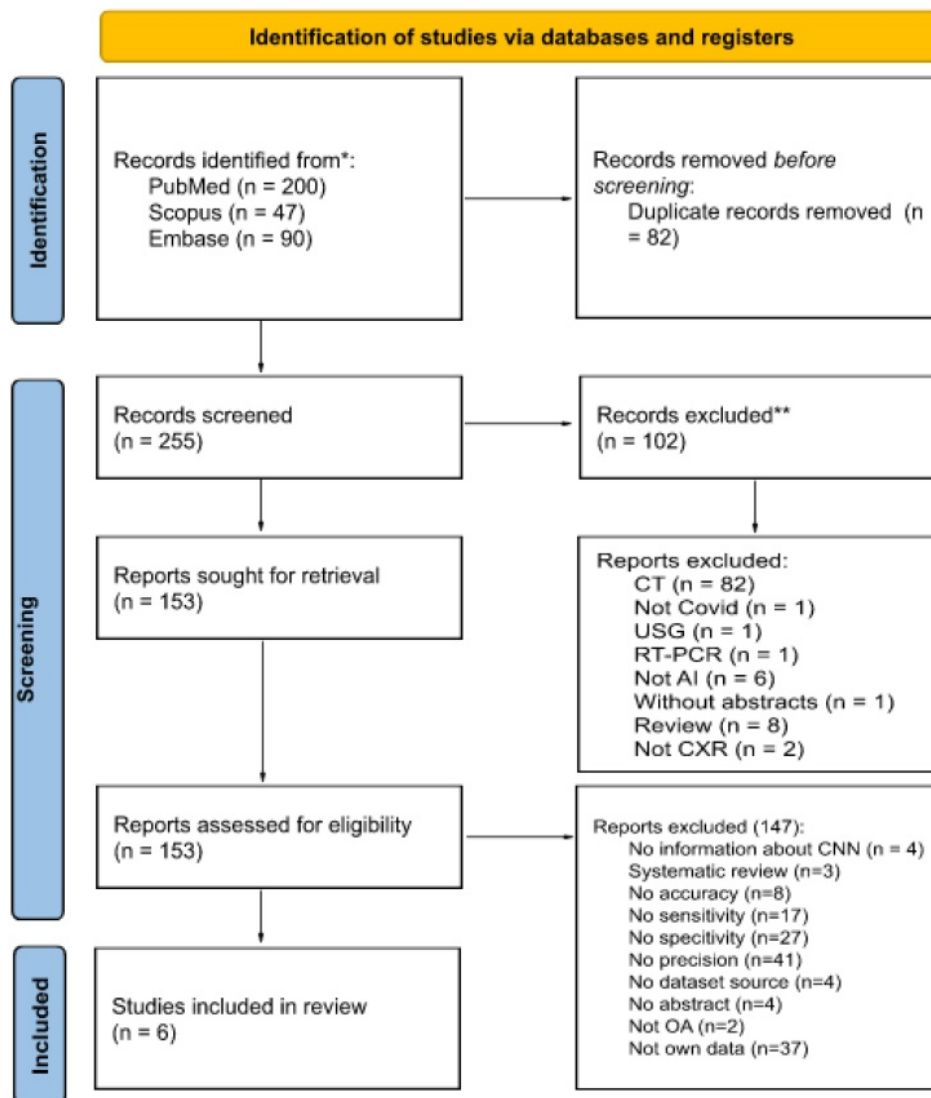 Identification of studies via databases and registers
Identification
Records identified from*:
PubMed (n = 200)
Scopus (n = 47)
Embase (n = 90)
Records removed before
screening:
Duplicate records removed (n
= 82)
Screening
Records screened
(n = 255)
Records excluded**
(n = 102)
Reports sought for retrieval
(n = 153)
Reports excluded:
CT (n = 82)
Not Covid (n = 1)
USG (n = 1)
RT-PCR (n = 1)
Not AI (n = 6)
Without abstracts (n = 1)
Review (n = 8)
Not CXR (n = 2)
Reports assessed for eligibility
(n = 153)
Reports excluded (147):
No information about CNN (n = 4)
Systematic review (n=3)
No accuracy (n=8)
No sensitivity (n=17)
No specitivity (n=27)
No precision (n=41)
No dataset source (n=4)
No abstract (n=4)
Not OA (n=2)
Not own data (n=37)
Included
Studies included in review
(n = 6)